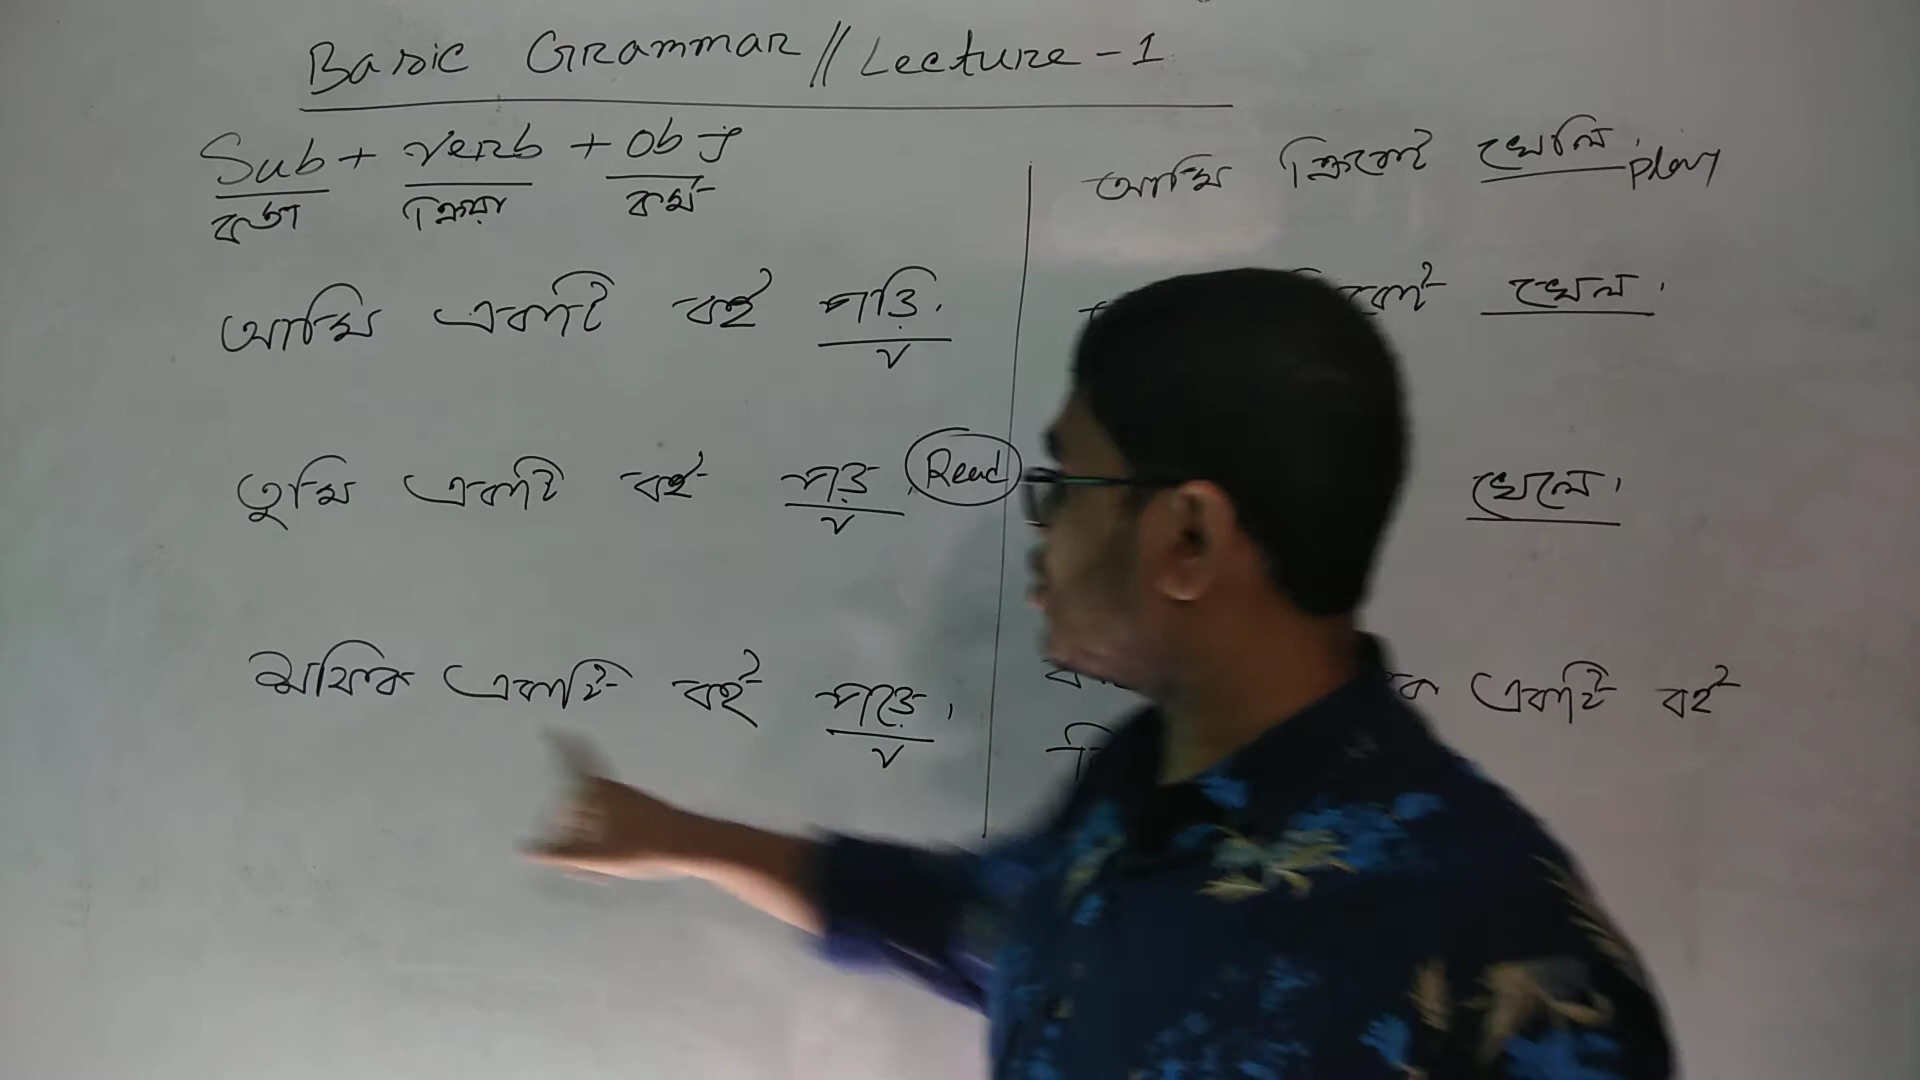 Basic Grammar // Lecture - 1
Sub + verb + Obj
কর্তা ক্রিয়া কর্ম
আমি একটি বই পড়ি।
v
তুমি একটি বই পড়। Read
v
একটি বই পড়ে।
v
আমি ক্রিকেট খেলি। play
খেল।
খেলে।
একটি বই